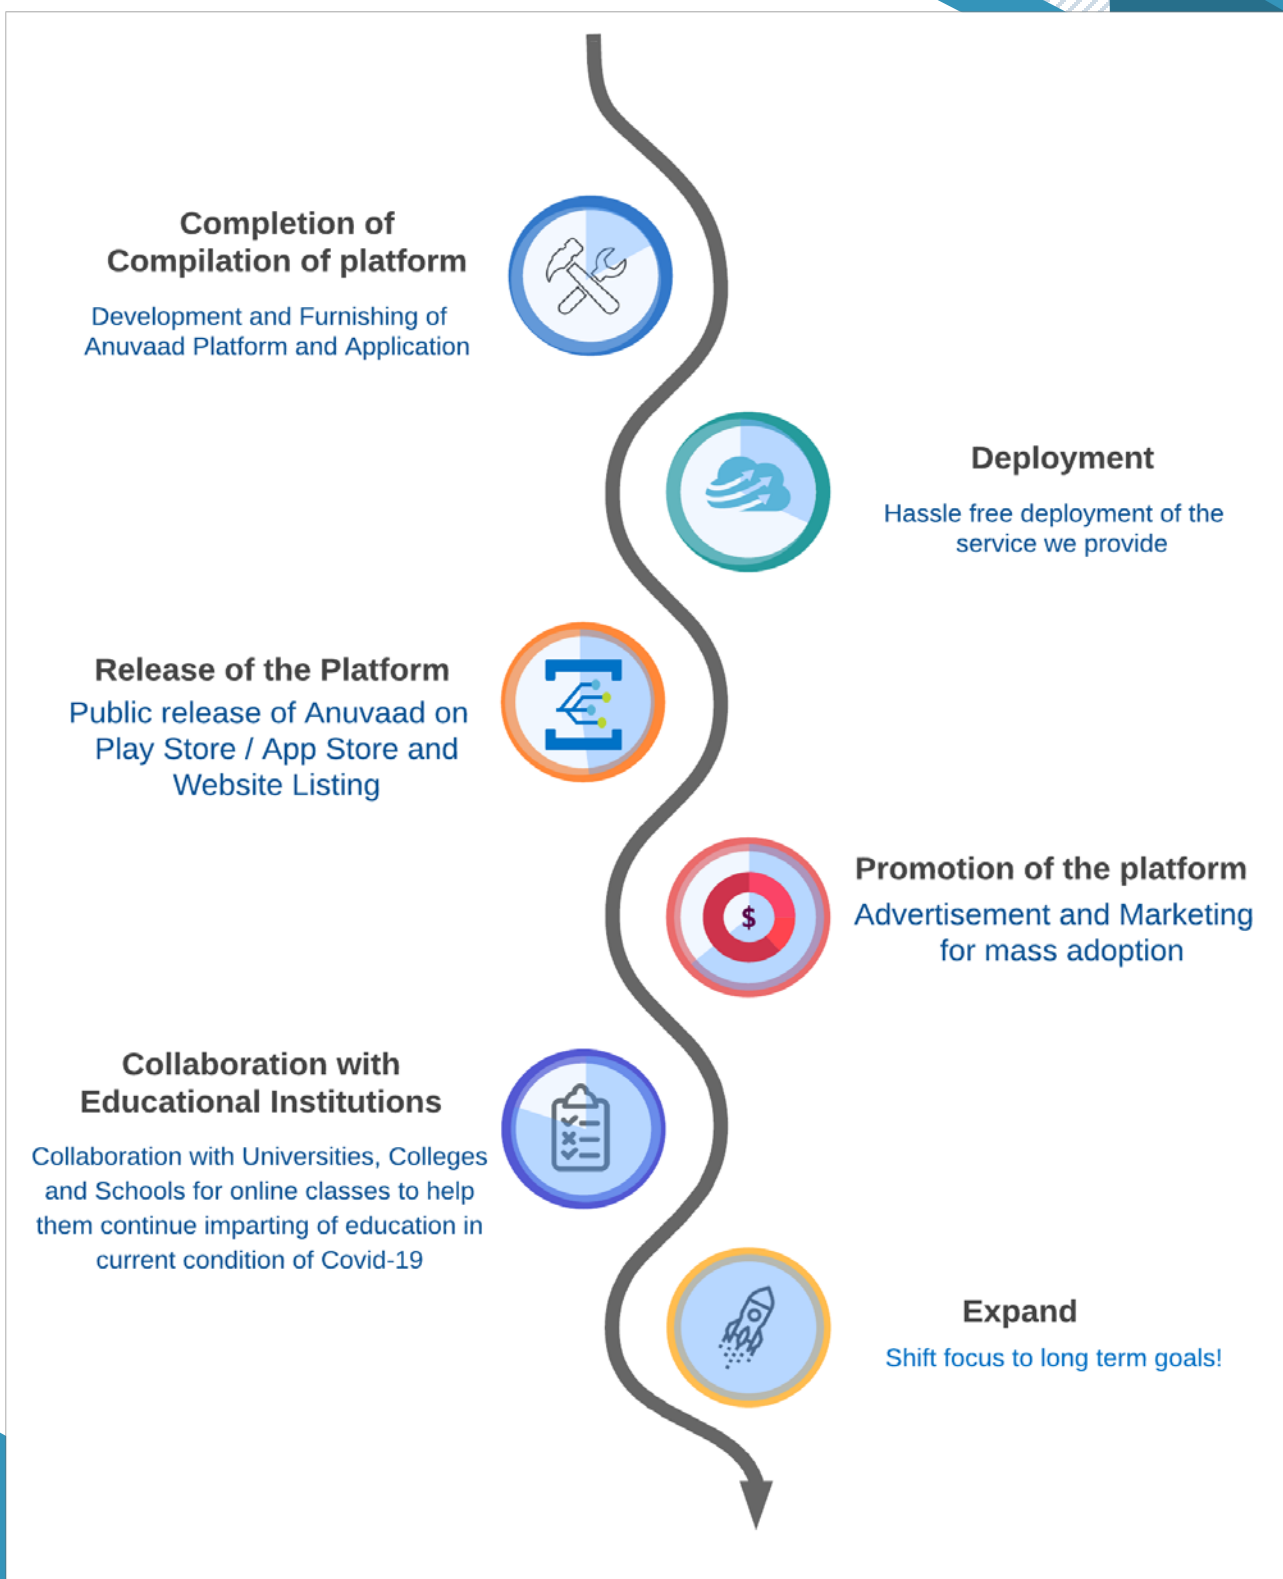 Completion of
Compilation of platform
Development and Furnishing of
Anuvaad Platform and Application
Deployment
Hassle free deployment of the
service we provide
Release of the Platform
Public release of Anuvaad on
Play Store / App Store and
Website Listing
$
Promotion of the platform
Advertisement and Marketing
for mass adoption
Collaboration with
Educational Institutions
Collaboration with Universities, Colleges
and Schools for online classes to help
them continue imparting of education in
current condition of Covid-19
Expand
Shift focus to long term goals!